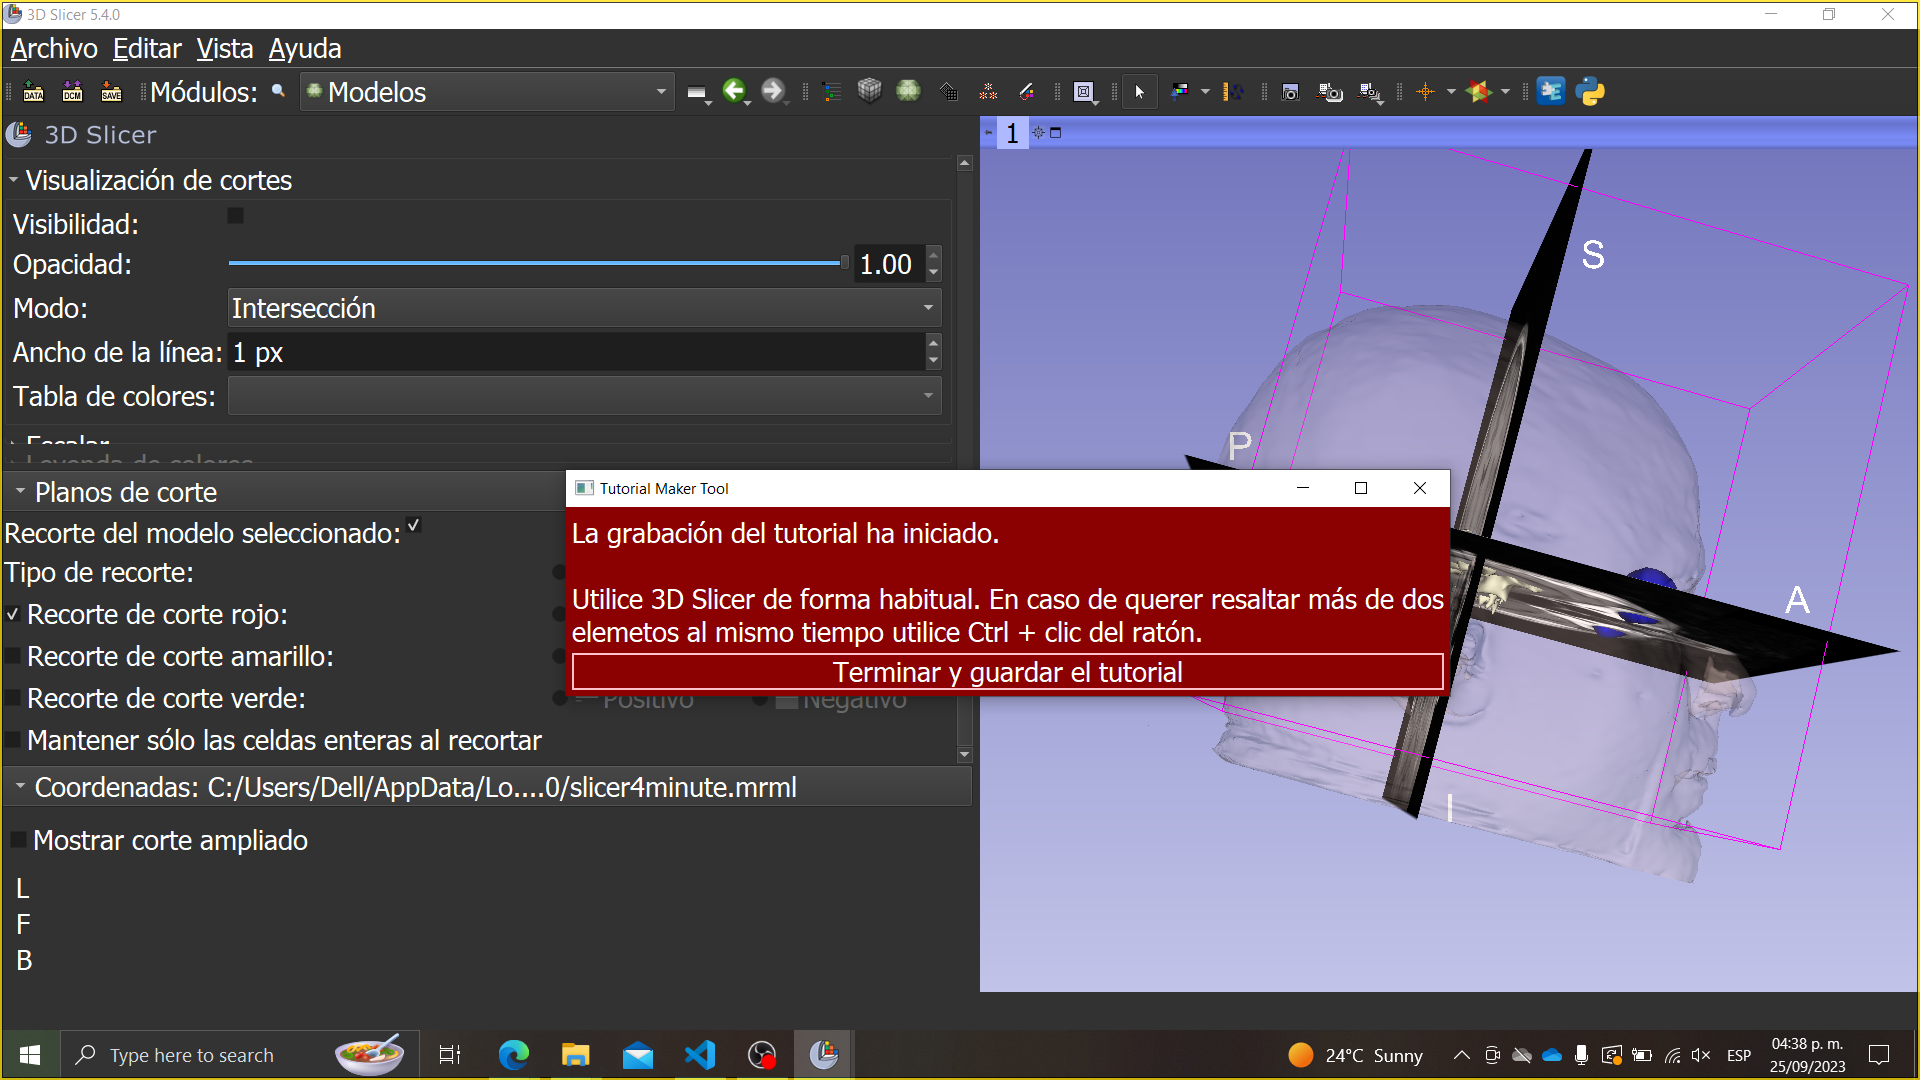 3D Slicer 5.4.0
Archivo Editar Vista Ayuda
DATA DCM SAVE Módulos: Modelos
3D Slicer
1
Visualización de cortes
Visibilidad:
Opacidad: 1.00
Modo: Intersección
Ancho de la línea: 1 px
Tabla de colores:
Escalar
Leyenda de colores
Planos de corte
Recorte del modelo seleccionado:
Tipo de recorte:
Recorte de corte rojo:
Recorte de corte amarillo:
Recorte de corte verde: Positivo Negativo
Mantener sólo las celdas enteras al recortar
Coordenadas: C:/Users/Dell/AppData/Lo....0/slicer4minute.mrml
Mostrar corte ampliado
L
F
B
Tutorial Maker Tool
La grabación del tutorial ha iniciado.
Utilice 3D Slicer de forma habitual. En caso de querer resaltar más de dos
elemetos al mismo tiempo utilice Ctrl + clic del ratón.
Terminar y guardar el tutorial
S
P
A
I
Type here to search
24°C Sunny
ESP
04:38 p. m.
25/09/2023